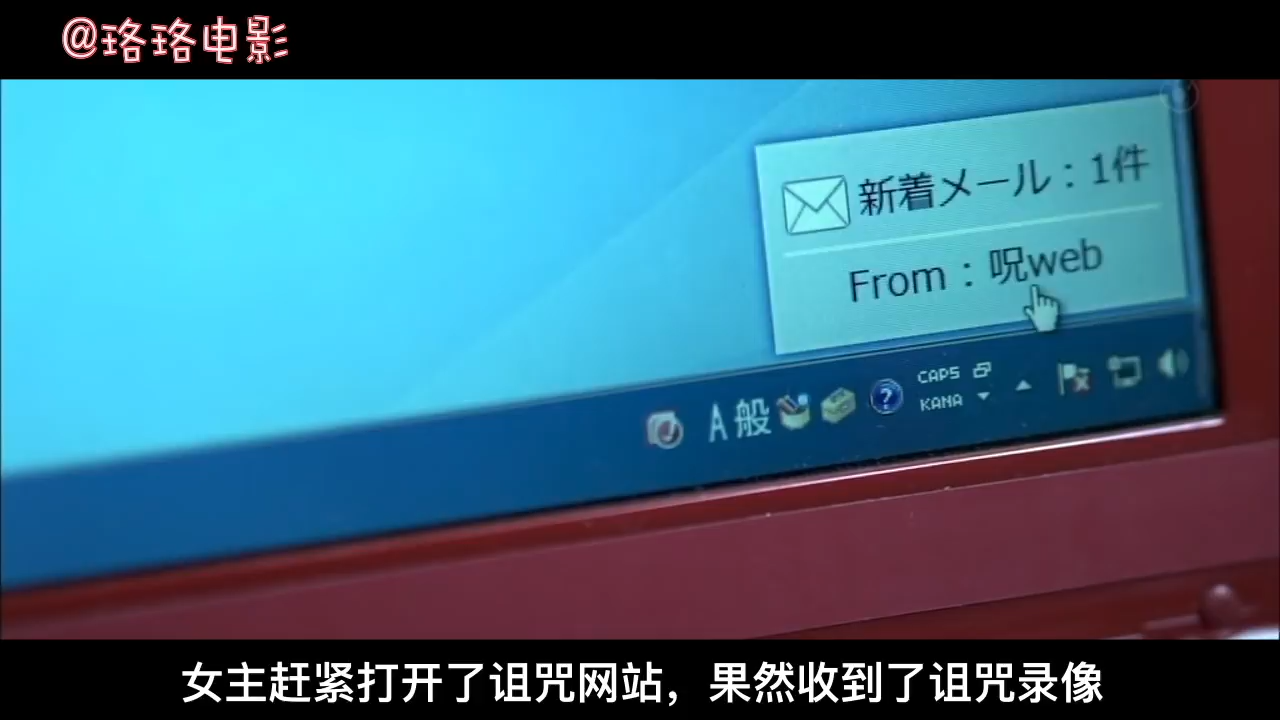 @珞珞电影
新着メール：1件
From：呪web
CAPS
A 般
KANA
女主赶紧打开了诅咒网站，果然收到了诅咒录像